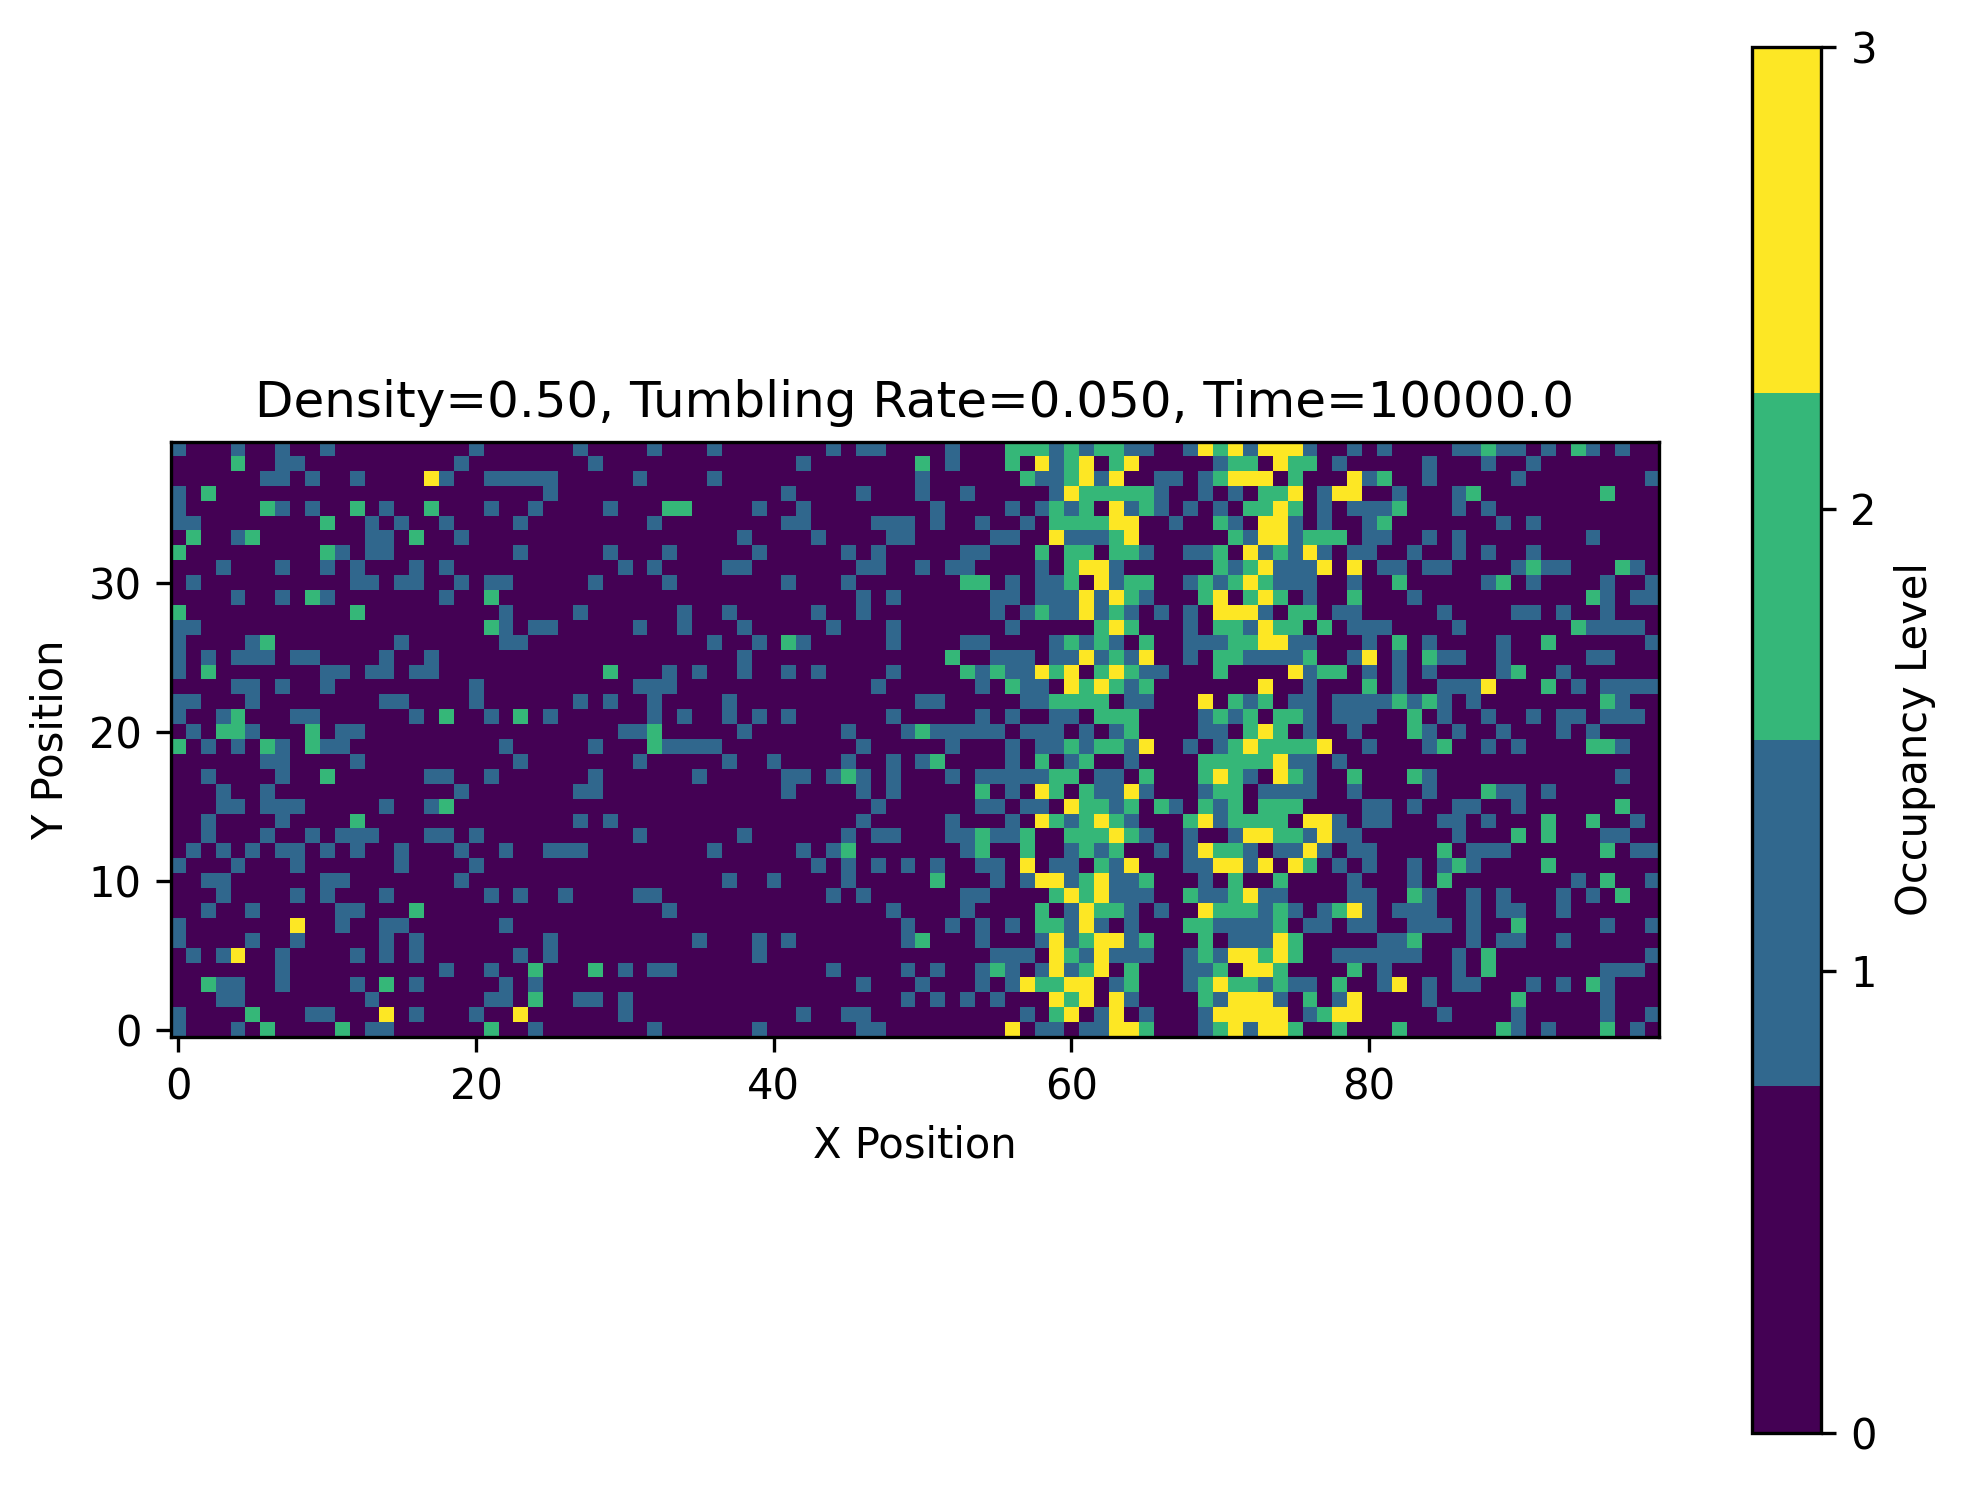 Density=0.50, Tumbling Rate=0.050, Time=10000.0
30
20
10
0
Y Position
0 20 40 60 80
X Position
3
2
1
0
Occupancy Level